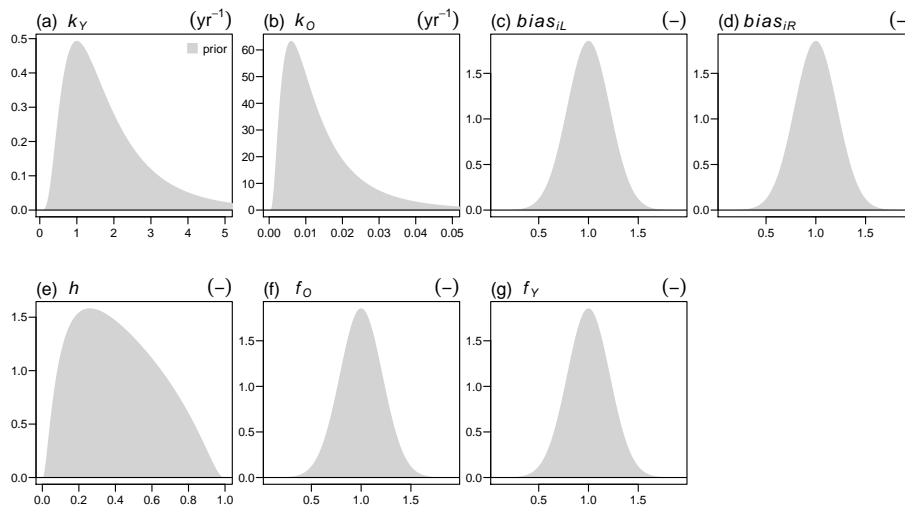 (a) k_Y (yr⁻¹)
0.5
0.4
0.3
0.2
0.1
0.0
prior
0 1 2 3 4 5
(b) k_O (yr⁻¹)
60
50
40
30
20
10
0
0.00 0.01 0.02 0.03 0.04 0.05
(c) bias_iL (−)
1.5
1.0
0.5
0.0
0.5 1.0 1.5
(d) bias_iR (−
1.5
1.0
0.5
0.0
0.5 1.0 1.5
(e) h (−)
1.5
1.0
0.5
0.0
0.0 0.2 0.4 0.6 0.8 1.0
(f) f_O (−)
1.5
1.0
0.5
0.0
0.5 1.0 1.5
(g) f_Y (−)
1.5
1.0
0.5
0.0
0.5 1.0 1.5